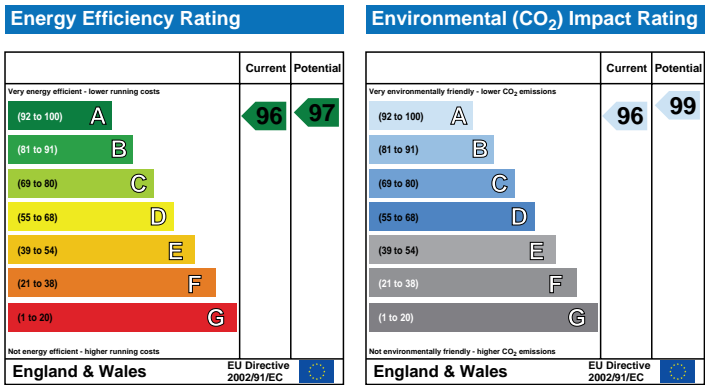 Energy Efficiency Rating
Current Potential
Very energy efficient - lower running costs
(92 to 100) A
(81 to 91) B
(69 to 80) C
(55 to 68) D
(39 to 54) E
(21 to 38) F
(1 to 20) G
96 97
Not energy efficient - higher running costs
England & Wales
EU Directive
2002/91/EC
Environmental (CO₂) Impact Rating
Current Potential
Very environmentally friendly - lower CO₂ emissions
(92 to 100) A
(81 to 91) B
(69 to 80) C
(55 to 68) D
(39 to 54) E
(21 to 38) F
(1 to 20) G
96 99
Not environmentally friendly - higher CO₂ emissions
England & Wales
EU Directive
2002/91/EC